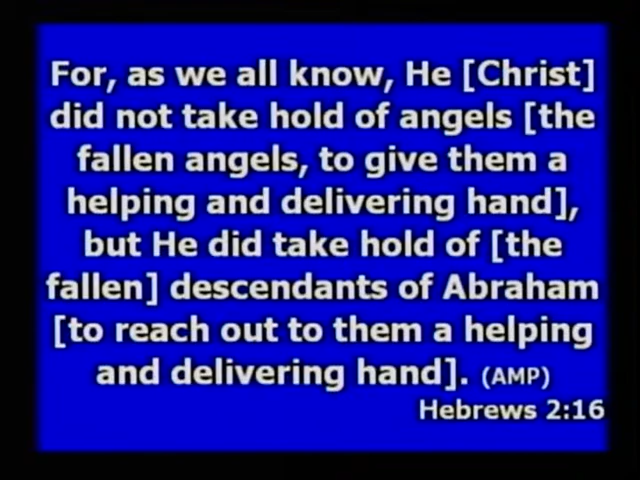 For, as we all know, He [Christ]
did not take hold of angels [the
fallen angels, to give them a
helping and delivering hand],
but He did take hold of [the
fallen] descendants of Abraham
[to reach out to them a helping
and delivering hand]. (AMP)
Hebrews 2:16